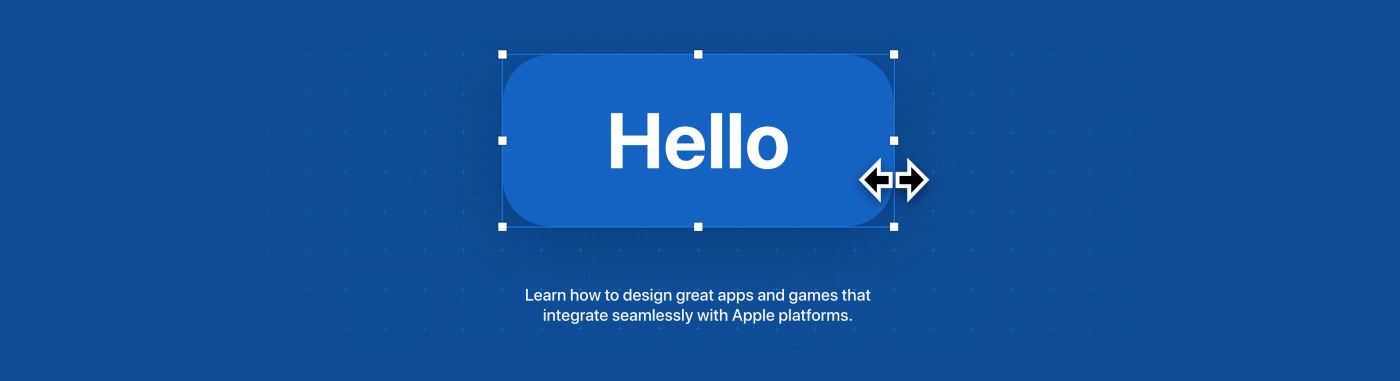 Hello
Learn how to design great apps and games that
integrate seamlessly with Apple platforms.